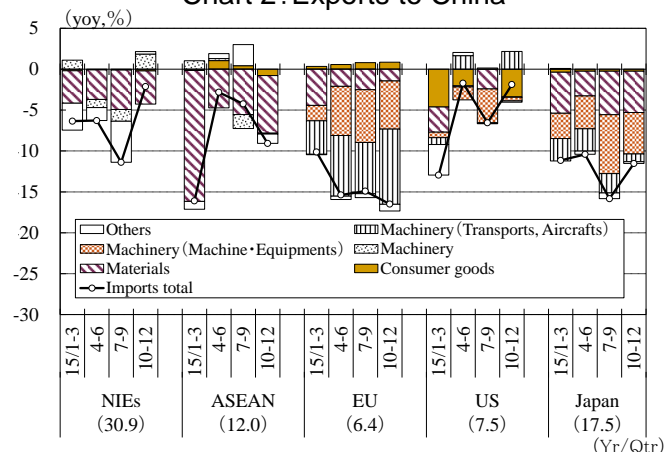 Chart 2：Exports to China
(yoy,%)
5
0
-5
-10
-15
-20
-25
-30
Others
Machinery（Transports, Aircrafts）
Machinery（Machine・Equipments）
Machinery
Materials
Consumer goods
Imports total
15/1-3 4-6 7-9 10-12 15/1-3 4-6 7-9 10-12 15/1-3 4-6 7-9 10-12 15/1-3 4-6 7-9 10-12 15/1-3 4-6 7-9 10-12
NIEs ASEAN EU US Japan
（30.9） （12.0） （6.4） （7.5） （17.5）
(Yr/Qtr)